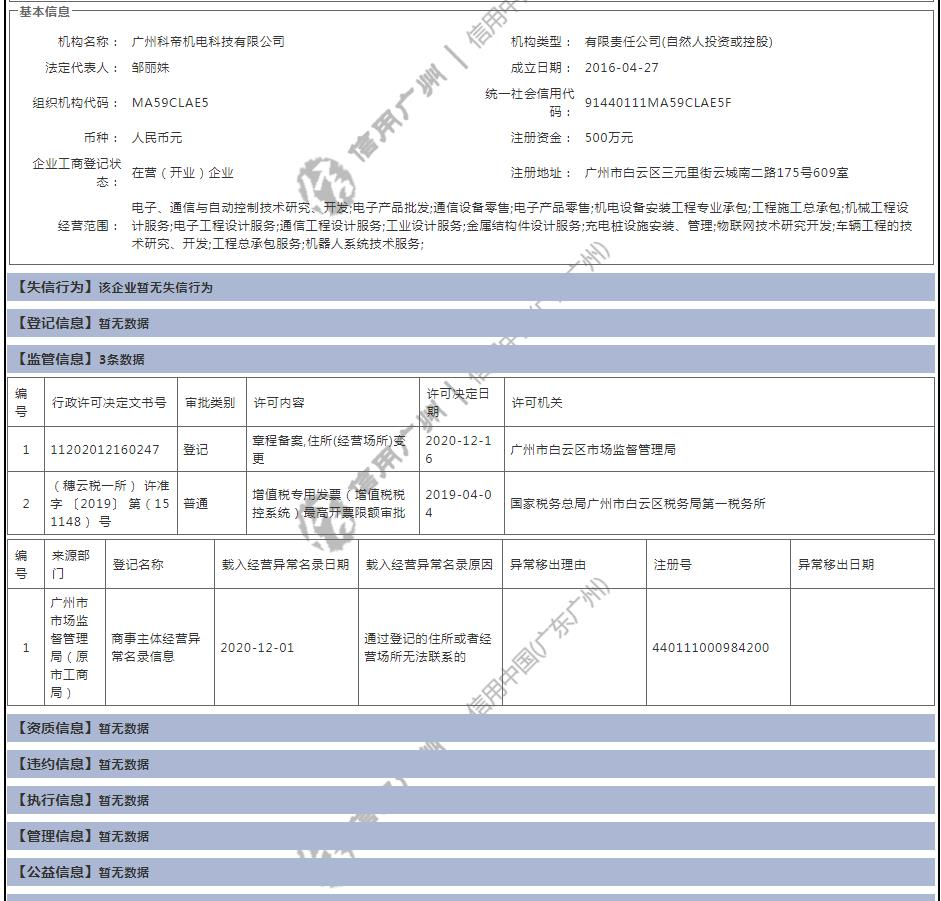 基本信息
机构名称： 广州科帝机电科技有限公司 机构类型： 有限责任公司(自然人投资或控股)
法定代表人： 邹丽姝 成立日期： 2016-04-27
组织机构代码： MA59CLAE5 统一社会信用代码： 91440111MA59CLAE5F
币种： 人民币元 注册资金： 500万元
企业工商登记状态： 在营（开业）企业 注册地址： 广州市白云区三元里街云城南二路175号609室
经营范围：
电子、通信与自动控制技术研究、开发;电子产品批发;通信设备零售;电子产品零售;机电设备安装工程专业承包;工程施工总承包;机械工程设
计服务;电子工程设计服务;通信工程设计服务;工业设计服务;金属结构件设计服务;充电桩设施安装、管理;物联网技术研究开发;车辆工程的技
术研究、开发;工程总承包服务;机器人系统技术服务;
【失信行为】该企业暂无失信行为
【登记信息】暂无数据
【监管信息】3条数据
编号 行政许可决定文书号 审批类别 许可内容 许可决定日期 许可机关
1 11202012160247 登记 章程备案,住所(经营场所)变更 2020-12-16 广州市白云区市场监督管理局
2 （穗云税一所） 许准字 〔2019〕 第（151148） 号 普通 增值税专用发票（增值税税控系统）最高开票限额审批 2019-04-04 国家税务总局广州市白云区税务局第一税务所
编号 来源部门 登记名称 载入经营异常名录日期 载入经营异常名录原因 异常移出理由 注册号 异常移出日期
1 广州市市场监督管理局（原市工商局） 商事主体经营异常名录信息 2020-12-01 通过登记的住所或者经营场所无法联系的 440111000984200
【资质信息】暂无数据
【违约信息】暂无数据
【执行信息】暂无数据
【管理信息】暂无数据
【公益信息】暂无数据
信用广州 | 信用中国(广东广州)